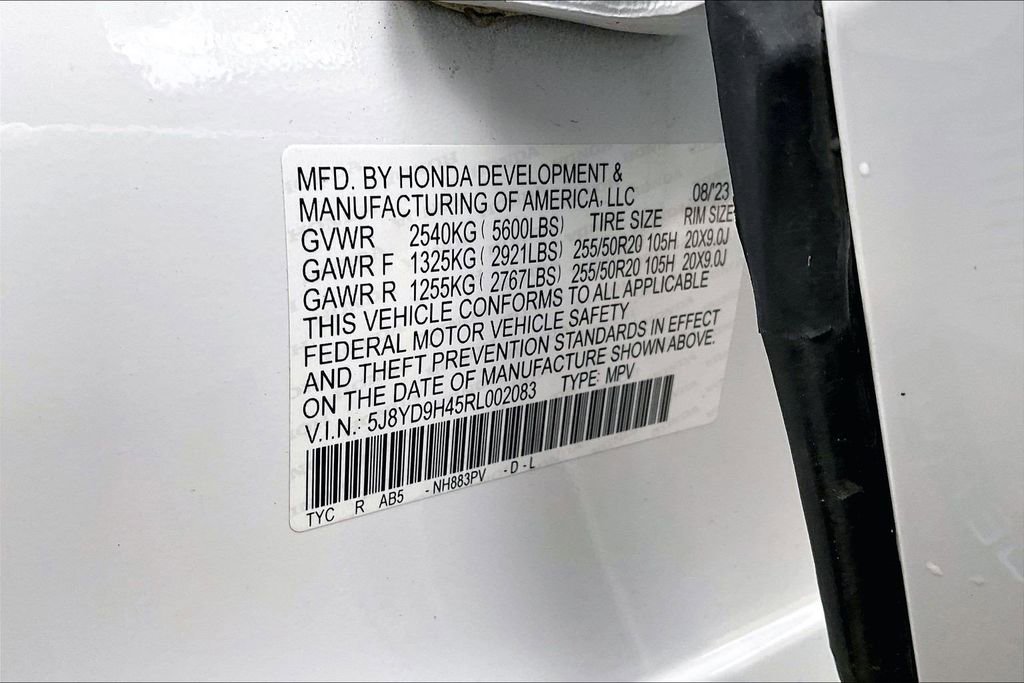 MFD. BY HONDA DEVELOPMENT &
MANUFACTURING OF AMERICA, LLC 08/'23
GVWR 2540KG ( 5600LBS) TIRE SIZE RIM SIZE
GAWR F 1325KG ( 2921LBS) 255/50R20 105H 20X9.0J
GAWR R 1255KG ( 2767LBS) 255/50R20 105H 20X9.0J
THIS VEHICLE CONFORMS TO ALL APPLICABLE
FEDERAL MOTOR VEHICLE SAFETY
AND THEFT PREVENTION STANDARDS IN EFFECT
ON THE DATE OF MANUFACTURE SHOWN ABOVE.
V.I.N.: 5J8YD9H45RL002083 TYPE: MPV
TYC R AB5 - NH883PV - D - L